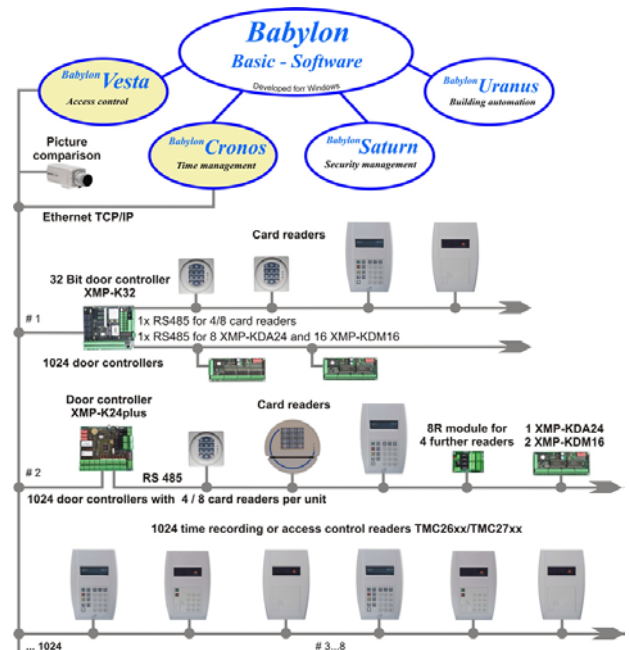 Babylon
Basic - Software
Developed forr Windows
Babylon Vesta
Access control
Babylon Uranus
Building automation
Babylon Cronos
Time management
Babylon Saturn
Security management
Picture
comparison
Ethernet TCP/IP
Card readers
32 Bit door controller
XMP-K32
# 1
1x RS485 for 4/8 card readers
1x RS485 for 8 XMP-KDA24 and 16 XMP-KDM16
1024 door controllers
Door controller
XMP-K24plus
Card readers
8R module for
4 further readers
1 XMP-KDA24
2 XMP-KDM16
# 2
RS 485
1024 door controllers with 4 / 8 card readers per unit
1024 time recording or access control readers TMC26xx/TMC27xx
... 1024
# 3...8